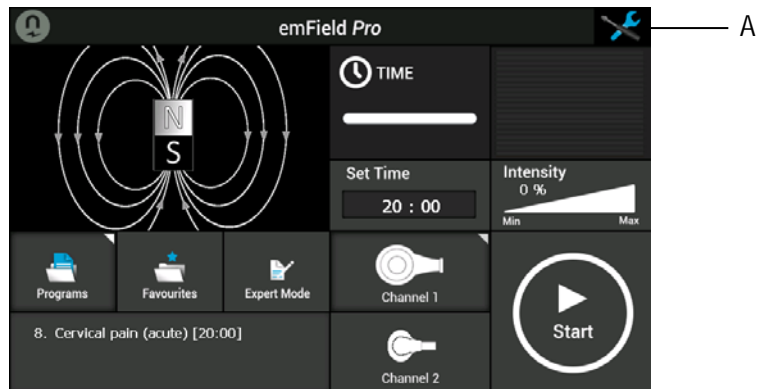 emField Pro
A
N
S
TIME
Set Time
20 : 00
Intensity
0 %
Min Max
Programs
Favourites
Expert Mode
Channel 1
Start
8. Cervical pain (acute) [20:00]
Channel 2